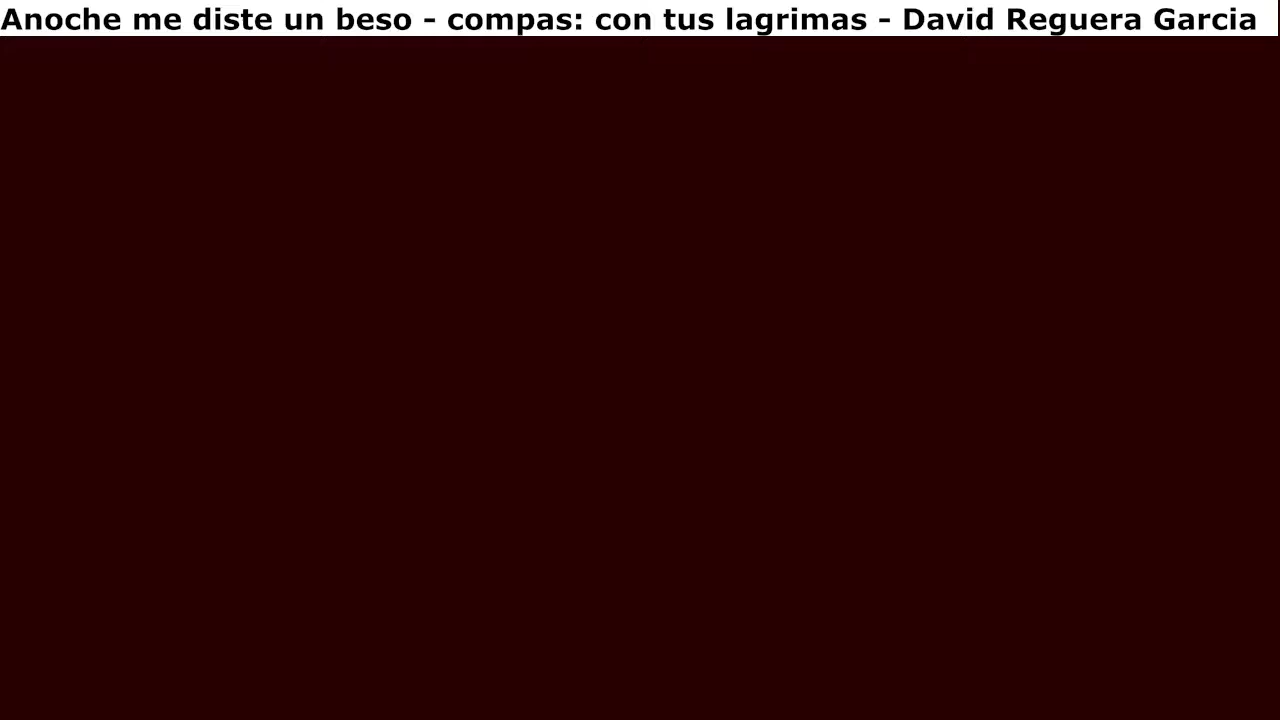 Anoche me diste un beso - compas: con tus lagrimas - David Reguera Garcia